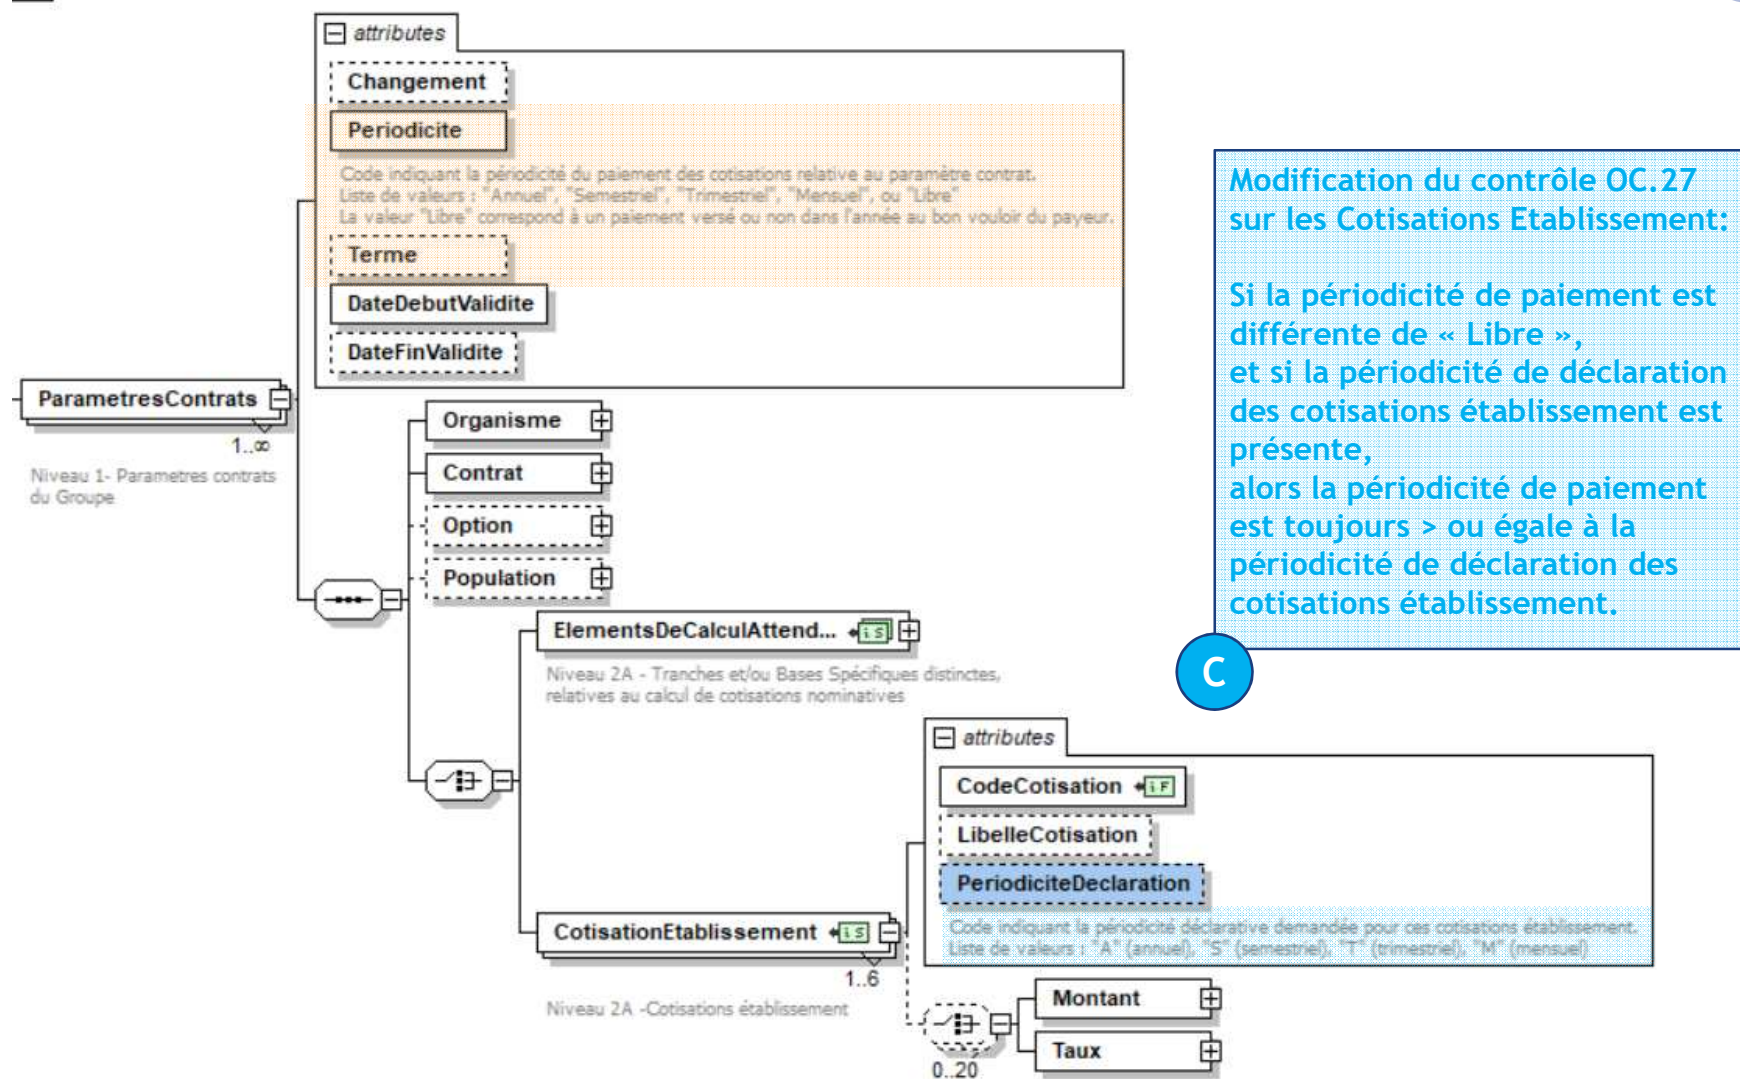 attributes
Changement
Periodicite
Code indiquant la périodicité du paiement des cotisations relative au paramètre contrat.
Liste de valeurs : "Annuel", "Semestriel", "Trimestriel", "Mensuel", ou "Libre"
La valeur "Libre" correspond à un paiement versé ou non dans l'année au bon vouloir du payeur.
Terme
DateDebutValidite
DateFinValidite
Modification du contrôle OC.27
sur les Cotisations Etablissement:
Si la périodicité de paiement est
différente de « Libre »,
et si la périodicité de déclaration
des cotisations établissement est
présente,
alors la périodicité de paiement
est toujours > ou égale à la
périodicité de déclaration des
cotisations établissement.
C
ParametresContrats
1..∞
Niveau 1- Parametres contrats
du Groupe
Organisme
Contrat
Option
Population
ElementsDeCalculAttend...
Niveau 2A - Tranches et/ou Bases Spécifiques distinctes,
relatives au calcul de cotisations nominatives
attributes
CodeCotisation
LibelleCotisation
PeriodiciteDeclaration
Code indiquant la périodicité déclarative demandée pour ces cotisations établissement.
Liste de valeurs : "A" (annuel), "S" (semestriel), "T" (trimestriel), "M" (mensuel)
CotisationEtablissement
1..6
Niveau 2A -Cotisations établissement
Montant
Taux
0..20